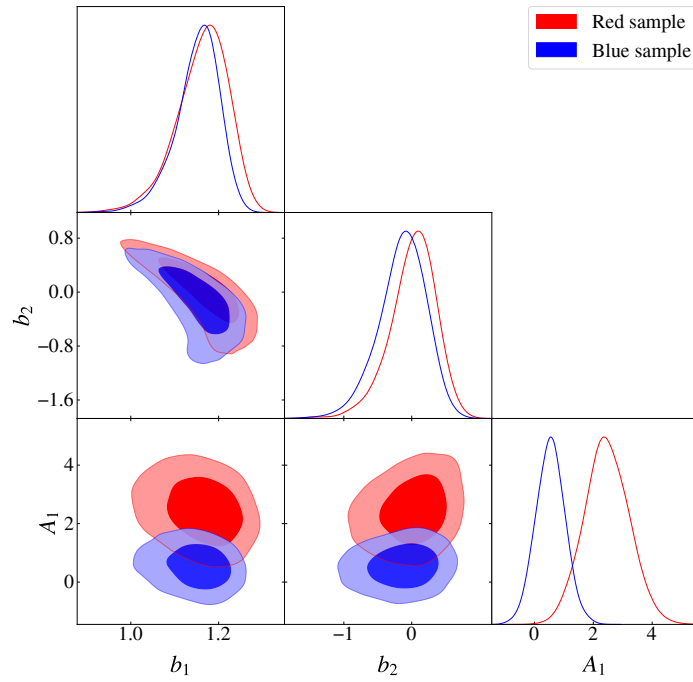 Red sample
Blue sample
0.8
0.0
−0.8
−1.6
b₂
4
2
0
A₁
1.0 1.2
−1 0
0 2 4
b₁ b₂ A₁